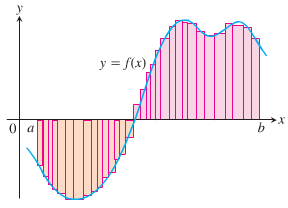 y
y = f(x)
0 a b x